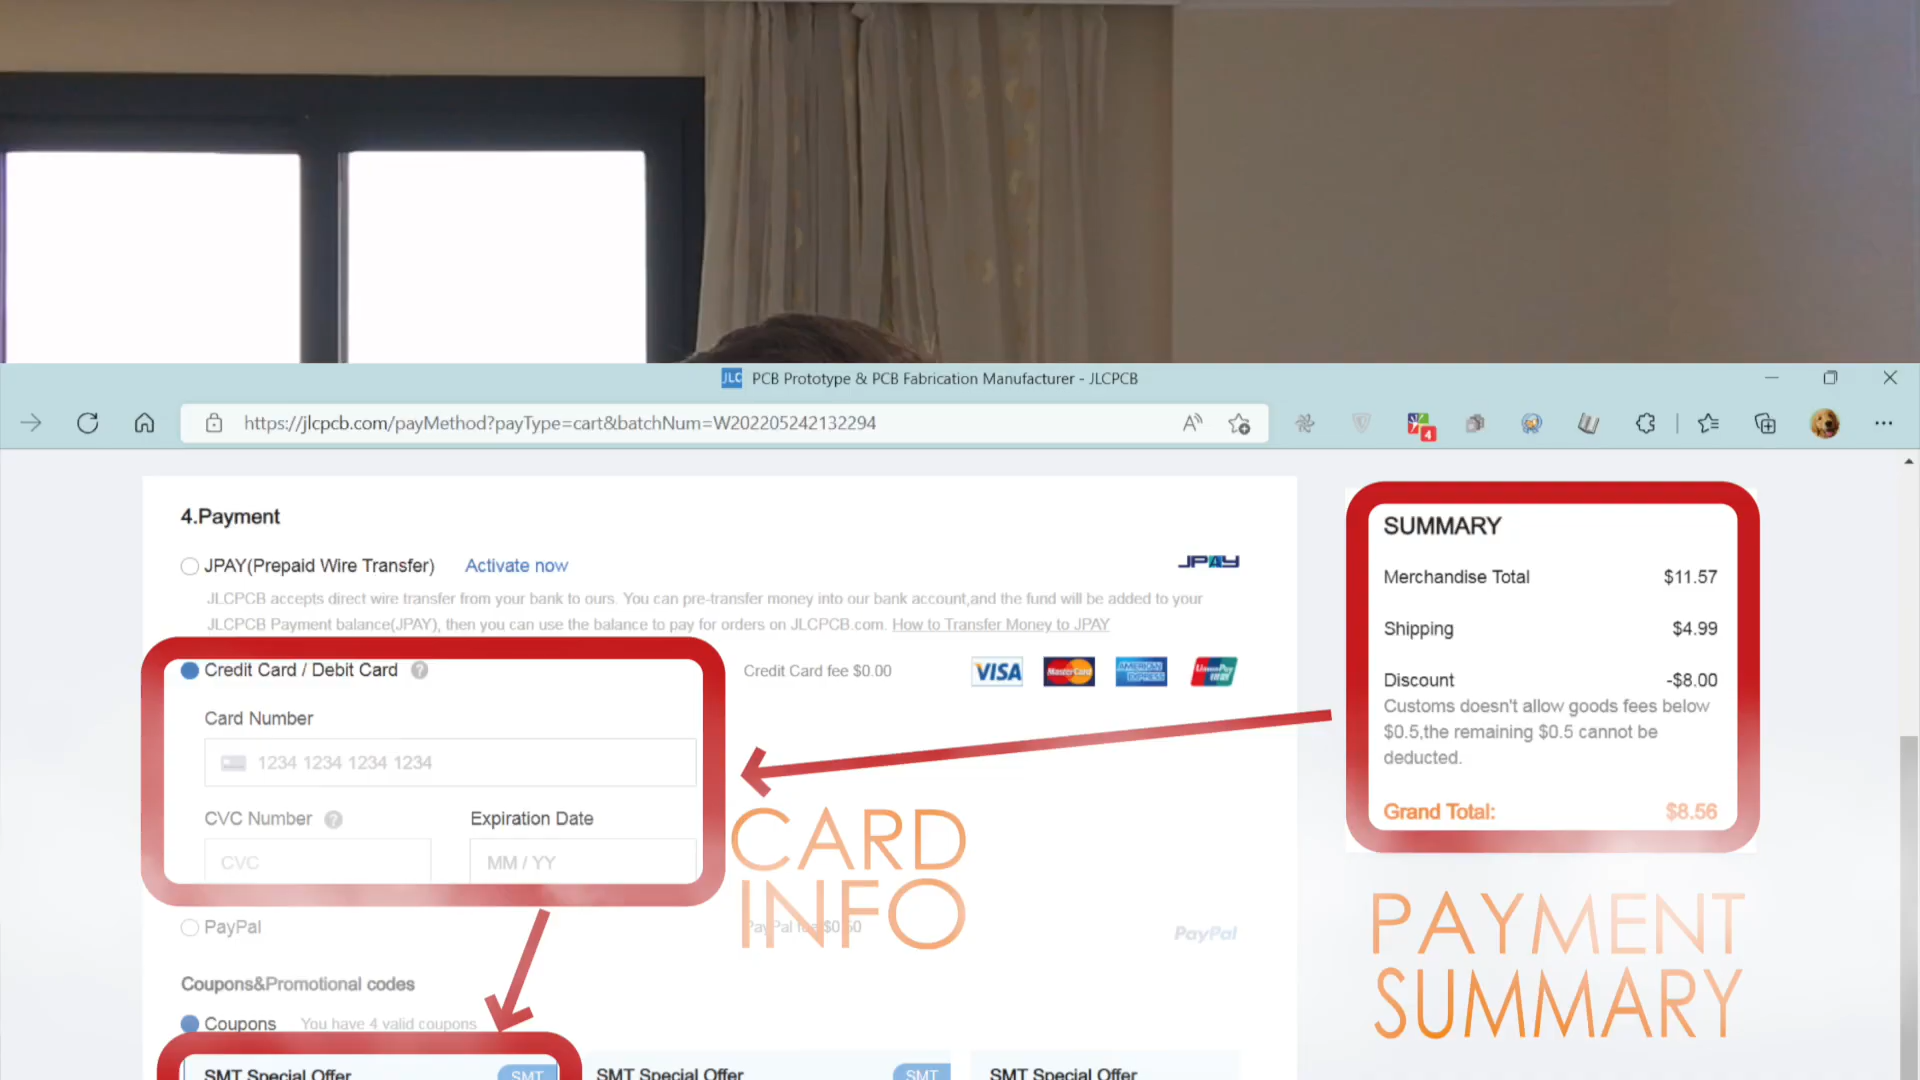 JLC PCB Prototype & PCB Fabrication Manufacturer - JLCPCB
https://jlcpcb.com/payMethod?payType=cart&batchNum=W202205242132294
4
4.Payment
JPAY(Prepaid Wire Transfer) Activate now JPAY
JLCPCB accepts direct wire transfer from your bank to ours. You can pre-transfer money into our bank account,and the fund will be added to your
JLCPCB Payment balance(JPAY), then you can use the balance to pay for orders on JLCPCB.com. How to Transfer Money to JPAY
Credit Card / Debit Card ? Credit Card fee $0.00 VISA MasterCard AMERICAN EXPRESS UnionPay
Card Number
1234 1234 1234 1234
CVC Number ? Expiration Date
CVC MM / YY
CARD
INFO
PayPal PayPal PayPal
Coupons&Promotional codes
Coupons You have 4 valid coupons
SMT Special Offer SMT SMT Special Offer SMT SMT Special Offer
SUMMARY
Merchandise Total $11.57
Shipping $4.99
Discount -$8.00
Customs doesn't allow goods fees below
$0.5,the remaining $0.5 cannot be
deducted.
Grand Total: $8.56
PAYMENT
SUMMARY